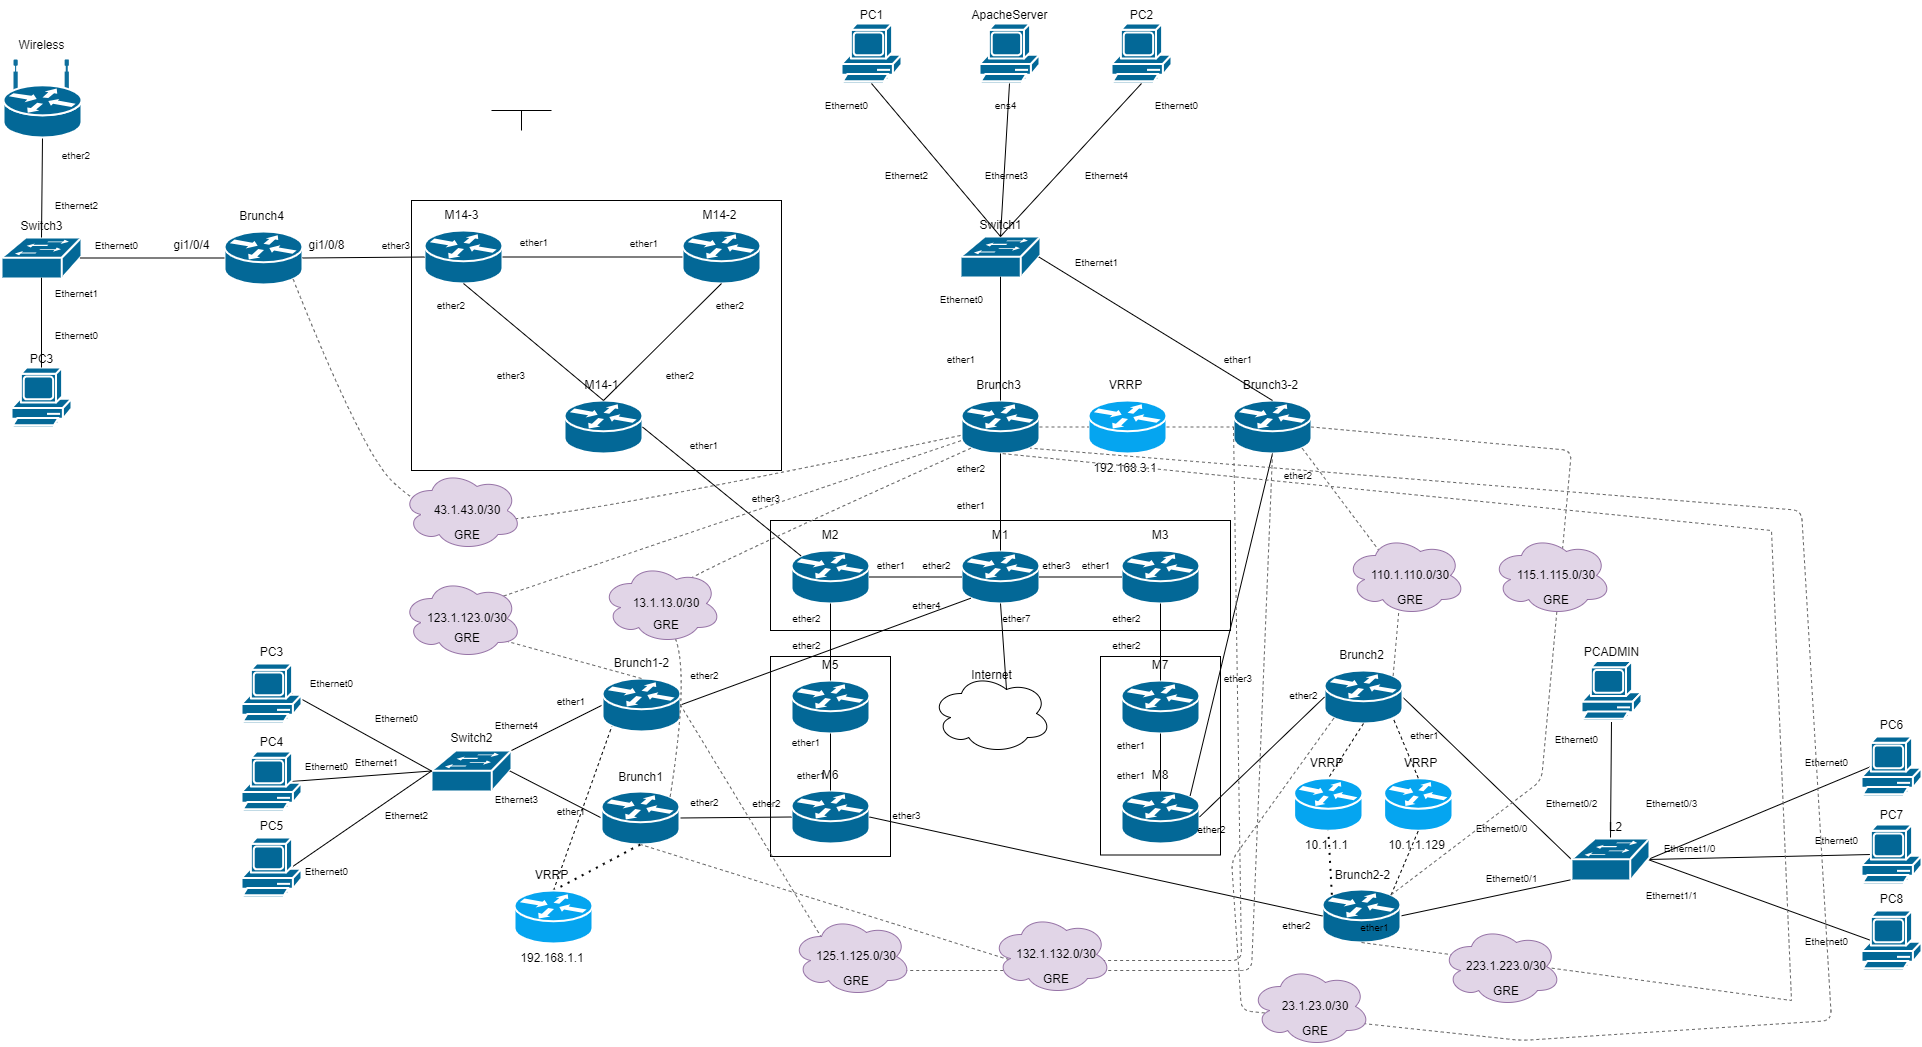 PC1
ApacheServer
PC2
Wireless
Ethernet0
ens4
Ethernet0
ether2
Ethernet2
Ethernet3
Ethernet4
Ethernet2
Switch3
Brunch4
M14-3
M14-2
Switch1
Ethernet0
gi1/0/4
gi1/0/8
ether3
ether1
ether1
Ethernet1
Ethernet1
Ethernet0
ether2
ether2
Ethernet0
PC3
ether3
ether2
M14-1
ether1
ether1
Brunch3
VRRP
Brunch3-2
ether1
ether2
192.168.3.1
ether2
ether3
ether1
43.1.43.0/30
GRE
M2
M1
M3
ether1
ether2
ether3
ether1
110.1.110.0/30
GRE
115.1.115.0/30
GRE
123.1.123.0/30
GRE
13.1.13.0/30
GRE
ether4
ether2
ether7
ether2
ether2
ether2
PC3
Brunch1-2
M5
M7
Brunch2
PCADMIN
Ethernet0
ether2
Internet
ether3
ether2
ether1
Ethernet0
Ethernet4
Switch2
PC4
ether1
ether1
ether1
Ethernet0
PC6
Ethernet0
Ethernet1
Brunch1
ether1
M6
ether1
M8
VRRP
VRRP
Ethernet0
Ethernet3
ether1
ether2
ether2
ether3
ether2
Ethernet0/2
Ethernet0/3
PC5
Ethernet2
Ethernet0/0
L2
PC7
10.1.1.1
10.1.1.129
Ethernet1/0
Ethernet0
Ethernet0
VRRP
Brunch2-2
Ethernet0/1
Ethernet1/1
PC8
ether2
ether1
Ethernet0
192.168.1.1
125.1.125.0/30
GRE
132.1.132.0/30
GRE
223.1.223.0/30
GRE
23.1.23.0/30
GRE